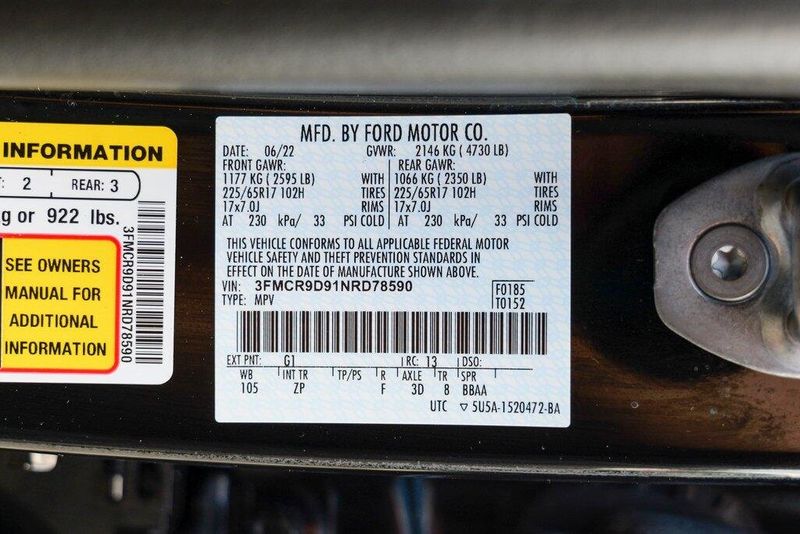 INFORMATION
: 2 REAR: 3
g or 922 lbs.
SEE OWNERS
MANUAL FOR
ADDITIONAL
INFORMATION
3FMCR9D91NRD78590
MFD. BY FORD MOTOR CO.
DATE: 06/22 GVWR: 2146 KG ( 4730 LB)
FRONT GAWR: REAR GAWR:
1177 KG ( 2595 LB) WITH 1066 KG ( 2350 LB) WITH
225/65R17 102H TIRES 225/65R17 102H TIRES
17x7.0J RIMS 17x7.0J RIMS
AT 230 kPa/ 33 PSI COLD AT 230 kPa/ 33 PSI COLD
THIS VEHICLE CONFORMS TO ALL APPLICABLE FEDERAL MOTOR
VEHICLE SAFETY AND THEFT PREVENTION STANDARDS IN
EFFECT ON THE DATE OF MANUFACTURE SHOWN ABOVE.
VIN: 3FMCR9D91NRD78590 F0185
TYPE: MPV T0152
EXT PNT: G1 RC: 13 DSO:
WB INT TR TP/PS R AXLE TR SPR
105 ZP F 3D 8 BBAA
UTC ▽ 5U5A-1520472-BA